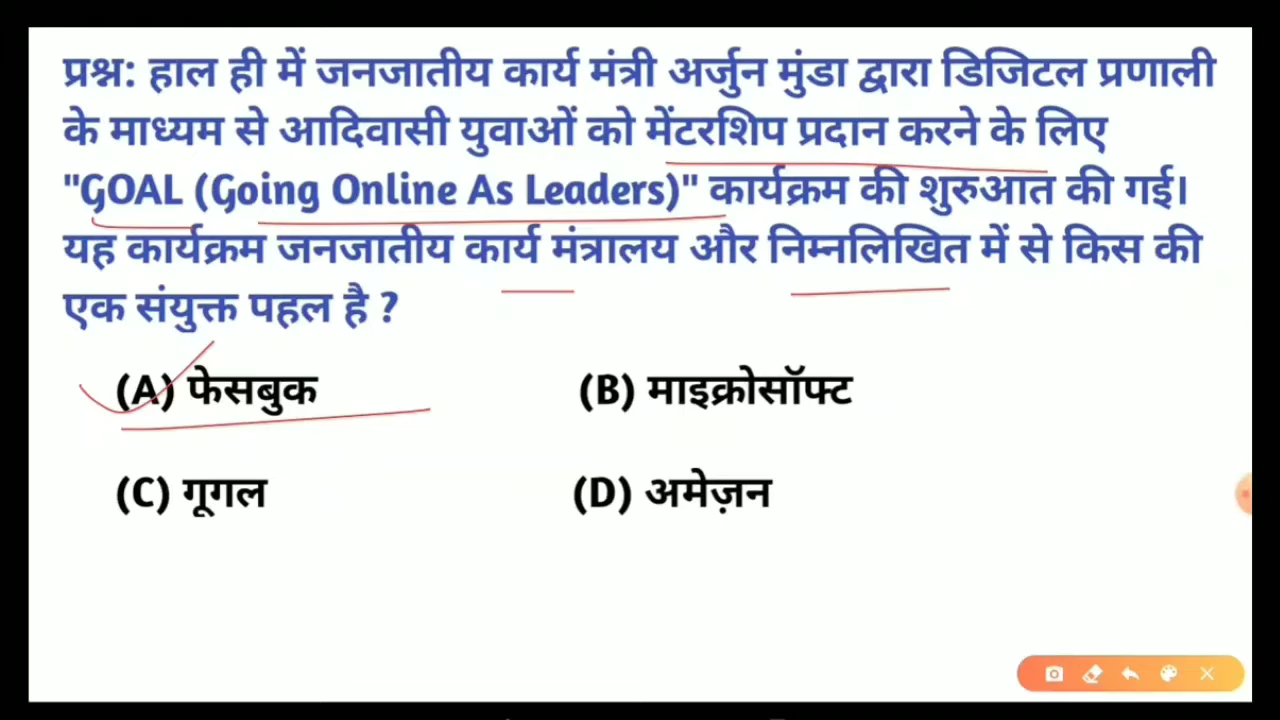 प्रश्न: हाल ही में जनजातीय कार्य मंत्री अर्जुन मुंडा द्वारा डिजिटल प्रणाली
के माध्यम से आदिवासी युवाओं को मेंटरशिप प्रदान करने के लिए
"GOAL (Going Online As Leaders)" कार्यक्रम की शुरुआत की गई।
यह कार्यक्रम जनजातीय कार्य मंत्रालय और निम्नलिखित में से किस की
एक संयुक्त पहल है ?
(A) फेसबुक (B) माइक्रोसॉफ्ट
(C) गूगल (D) अमेज़न